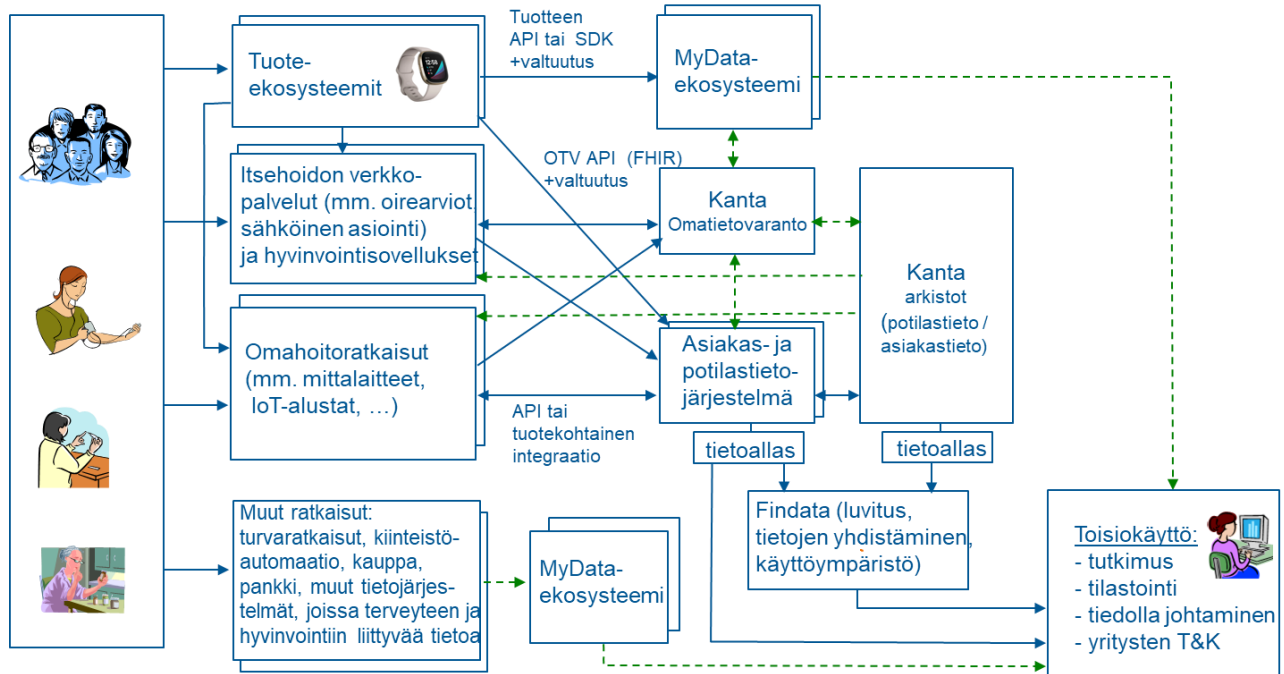 Tuote-
ekosysteemit
Tuotteen
API tai SDK
+valtuutus
MyData-
ekosysteemi
Itsehoidon verkko-
palvelut (mm. oirearviot,
sähköinen asiointi)
ja hyvinvointisovellukset
OTV API (FHIR)
+valtuutus
Kanta
Omatietovaranto
Kanta
arkistot
(potilastieto /
asiakastieto)
Omahoitoratkaisut
(mm. mittalaitteet,
IoT-alustat, …)
API tai
tuotekohtainen
integraatio
Asiakas- ja
potilastieto-
järjestelmä
tietoallas
tietoallas
Muut ratkaisut:
turvaratkaisut, kiinteistö-
automaatio, kauppa,
pankki, muut tietojärjes-
telmät, joissa terveyteen ja
hyvinvointiin liittyvää tietoa
MyData-
ekosysteemi
Findata (luvitus,
tietojen yhdistäminen,
käyttöympäristö)
Toisiokäyttö:
- tutkimus
- tilastointi
- tiedolla johtaminen
- yritysten T&K